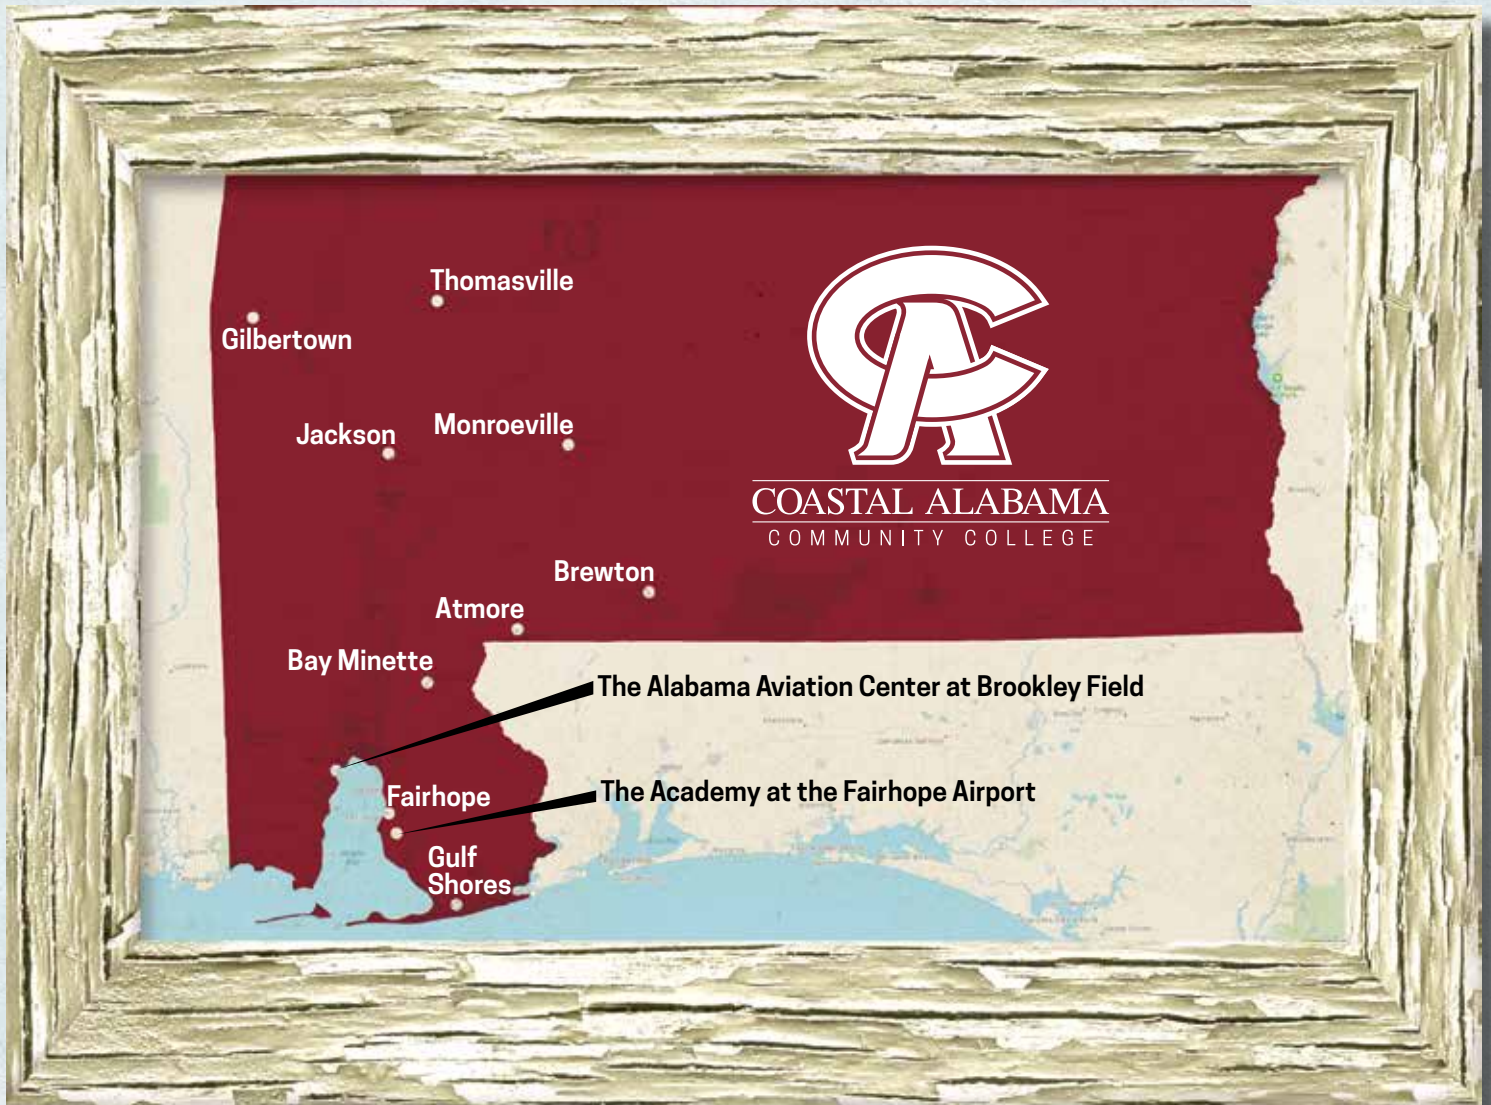 Thomasville
Gilbertown
Jackson
Monroeville
COASTAL ALABAMA
COMMUNITY COLLEGE
Brewton
Atmore
Bay Minette
The Alabama Aviation Center at Brookley Field
Fairhope
The Academy at the Fairhope Airport
Gulf
Shores